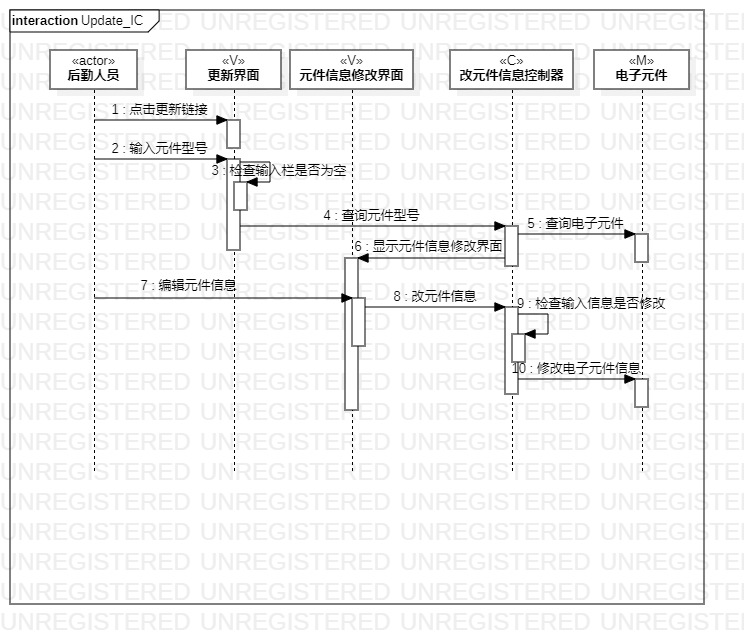 interaction Update_IC
«actor»
后勤人员
«V»
更新界面
«V»
元件信息修改界面
«C»
改元件信息控制器
«M»
电子元件
1 : 点击更新链接
2 : 输入元件型号
3 : 检查输入栏是否为空
4 : 查询元件型号
5 : 查询电子元件
6 : 显示元件信息修改界面
7 : 编辑元件信息
8 : 改元件信息
9 : 检查输入信息是否修改
10 : 修改电子元件信息
UNREGISTERED UNREGISTERED UNREGISTERED UNREGISTERED